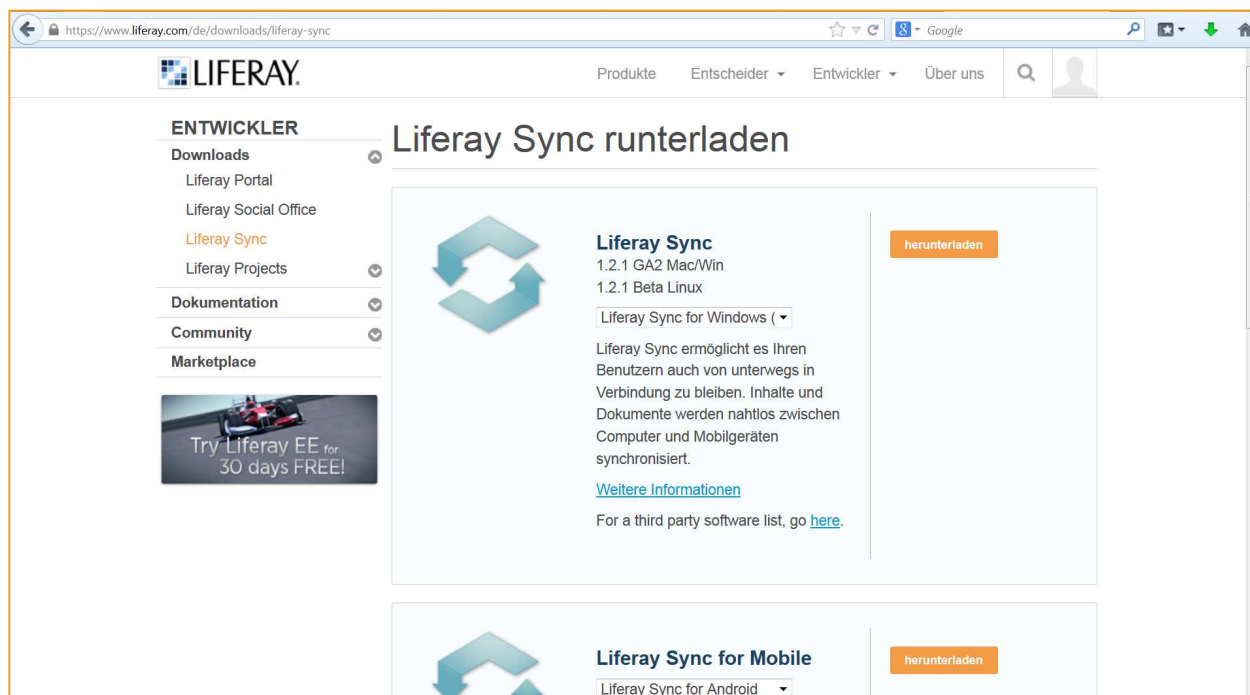 https://www.liferay.com/de/downloads/liferay-sync
Google
LIFERAY.
Produkte
Entscheider
Entwickler
Über uns
ENTWICKLER
Downloads
Liferay Portal
Liferay Social Office
Liferay Sync
Liferay Projects
Dokumentation
Community
Marketplace
Try Liferay EE for
30 days FREE!
Liferay Sync runterladen
Liferay Sync
1.2.1 GA2 Mac/Win
1.2.1 Beta Linux
Liferay Sync for Windows (
Liferay Sync ermöglicht es Ihren
Benutzern auch von unterwegs in
Verbindung zu bleiben. Inhalte und
Dokumente werden nahtlos zwischen
Computer und Mobilgeräten
synchronisiert.
Weitere Informationen
For a third party software list, go here.
herunterladen
Liferay Sync for Mobile
Liferay Sync for Android
herunterladen